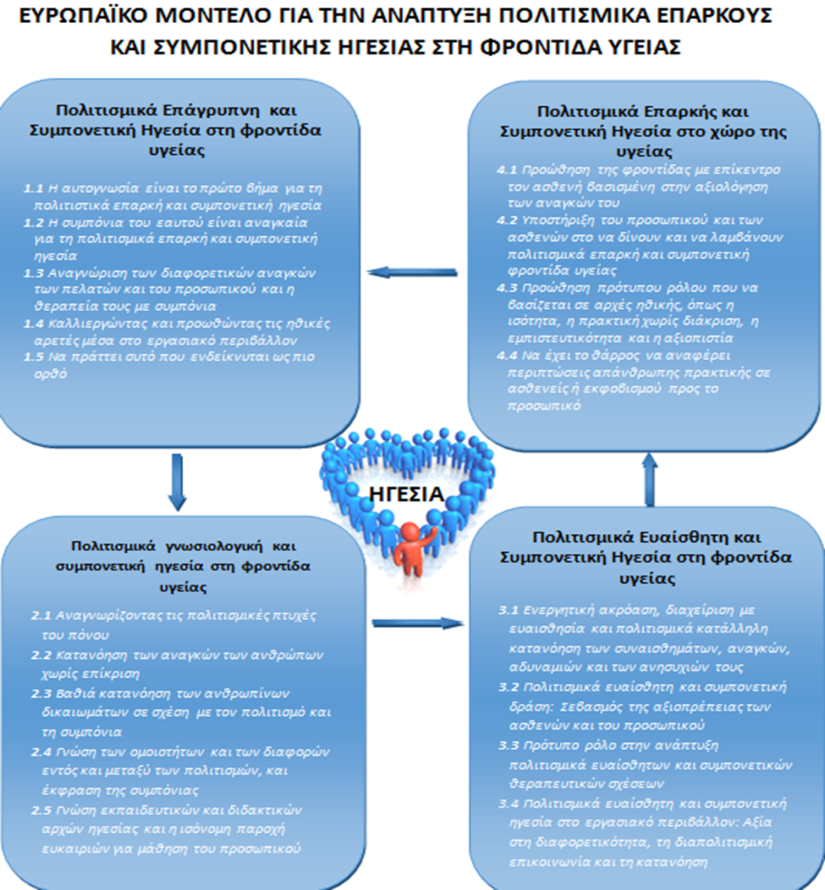 ΕΥΡΩΠΑΪΚΟ ΜΟΝΤΕΛΟ ΓΙΑ ΤΗΝ ΑΝΑΠΤΥΞΗ ΠΟΛΙΤΙΣΜΙΚΑ ΕΠΑΡΚΟΥΣ
ΚΑΙ ΣΥΜΠΟΝΕΤΙΚΗΣ ΗΓΕΣΙΑΣ ΣΤΗ ΦΡΟΝΤΙΔΑ ΥΓΕΙΑΣ
Πολιτισμικά Επάγρυπνη και
Συμπονετική Ηγεσία στη φροντίδα
υγείας
1.1 Η αυτογνωσία είναι το πρώτο βήμα για τη
πολιτιστικά επαρκή και συμπονετική ηγεσία
1.2 Η συμπόνια του εαυτού είναι αναγκαία
για τη πολιτισμικά επαρκή και συμπονετική
ηγεσία
1.3 Αναγνώριση των διαφορετικών αναγκών
των πελατών και του προσωπικού και η
θεραπεία τους με συμπόνια
1.4 Καλλιεργώντας και προωθώντας τις ηθικές
αρετές μέσα στο εργασιακό περιβάλλον
1.5 Να πράττει αυτό που ενδείκνυται ως πιο
ορθό
Πολιτισμικά Επαρκής και
Συμπονετική Ηγεσία στο χώρο της
υγείας
4.1 Προώθηση της φροντίδας με επίκεντρο
τον ασθενή βασισμένη στην αξιολόγηση
των αναγκών του
4.2 Υποστήριξη του προσωπικού και των
ασθενών στο να δίνουν και να λαμβάνουν
πολιτισμικά επαρκή και συμπονετική
φροντίδα υγείας
4.3 Προώθηση πρότυπου ρόλου που να
βασίζεται σε αρχές ηθικής, όπως η
ισότητα, η πρακτική χωρίς διάκριση, η
εμπιστευτικότητα και η αξιοπιστία
4.4 Να έχει το θάρρος να αναφέρει
περιπτώσεις απάνθρωπης πρακτικής σε
ασθενείς ή εκφοβισμού προς το
προσωπικό
ΗΓΕΣΙΑ
Πολιτισμικά γνωσιολογική και
συμπονετική ηγεσία στη φροντίδα
υγείας
2.1 Αναγνωρίζοντας τις πολιτισμικές πτυχές
του πόνου
2.2 Κατανόηση των αναγκών των ανθρώπων
χωρίς επίκριση
2.3 Βαθιά κατανόηση των ανθρωπίνων
δικαιωμάτων σε σχέση με τον πολιτισμό και
τη συμπόνια
2.4 Γνώση των ομοιοτήτων και των διαφορών
εντός και μεταξύ των πολιτισμών, και
έκφραση της συμπόνιας
2.5 Γνώση εκπαιδευτικών και διδακτικών
αρχών ηγεσίας και η ισόνομη παροχή
ευκαιριών για μάθηση του προσωπικού
Πολιτισμικά Ευαίσθητη και
Συμπονετική Ηγεσία στη φροντίδα
υγείας
3.1 Ενεργητική ακρόαση, διαχείριση με
ευαισθησία και πολιτισμικά κατάλληλη
κατανόηση των συναισθημάτων, αναγκών,
αδυναμιών και των ανησυχιών τους
3.2 Πολιτισμικά ευαίσθητη και συμπονετική
δράση: Σεβασμός της αξιοπρέπειας των
ασθενών και του προσωπικού
3.3 Πρότυπο ρόλο στην ανάπτυξη
πολιτισμικά ευαίσθητων και συμπονετικών
θεραπευτικών σχέσεων
3.4 Πολιτισμικά ευαίσθητη και συμπονετική
ηγεσία στο εργασιακό περιβάλλον: Αξία
στη διαφορετικότητα, τη διαπολιτισμική
επικοινωνία και τη κατανόηση